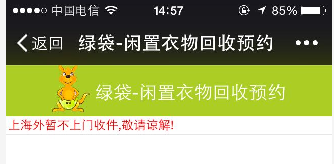 中国电信 14:57 85%
返回 绿袋-闲置衣物回收预约
绿袋-闲置衣物回收预约
上海外暂不上门收件,敬请谅解!